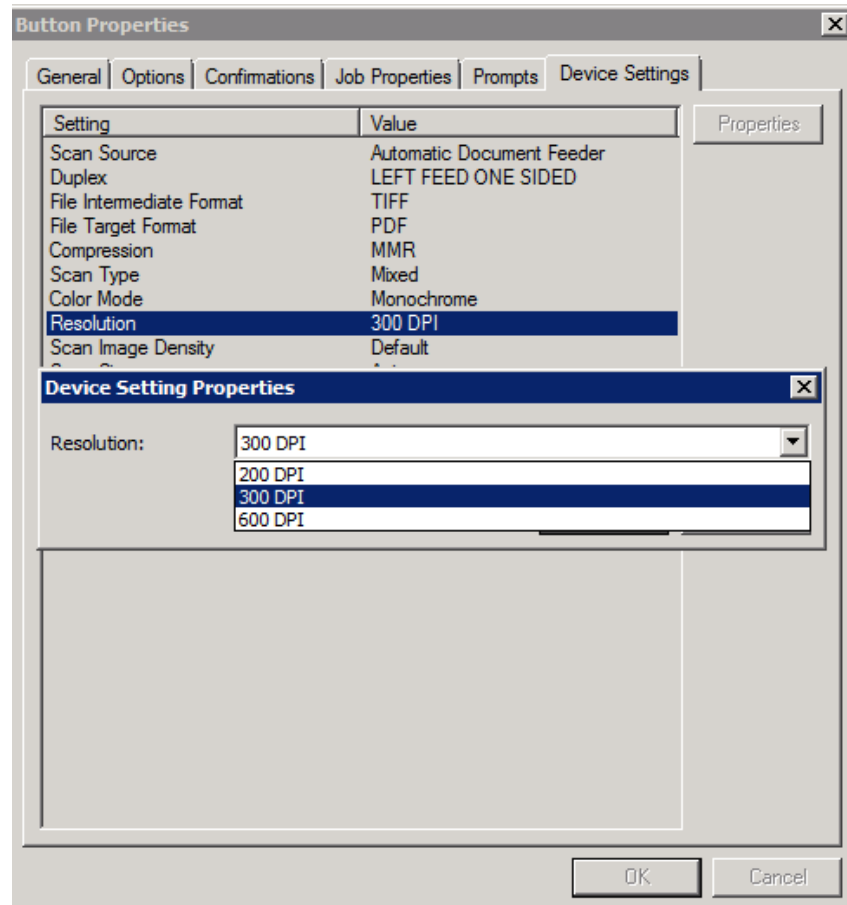 Button Properties
General Options Confirmations Job Properties Prompts Device Settings
Setting Value Properties
Scan Source Automatic Document Feeder
Duplex LEFT FEED ONE SIDED
File Intermediate Format TIFF
File Target Format PDF
Compression MMR
Scan Type Mixed
Color Mode Monochrome
Resolution 300 DPI
Scan Image Density Default
Device Setting Properties
Resolution: 300 DPI
200 DPI
300 DPI
600 DPI
OK Cancel